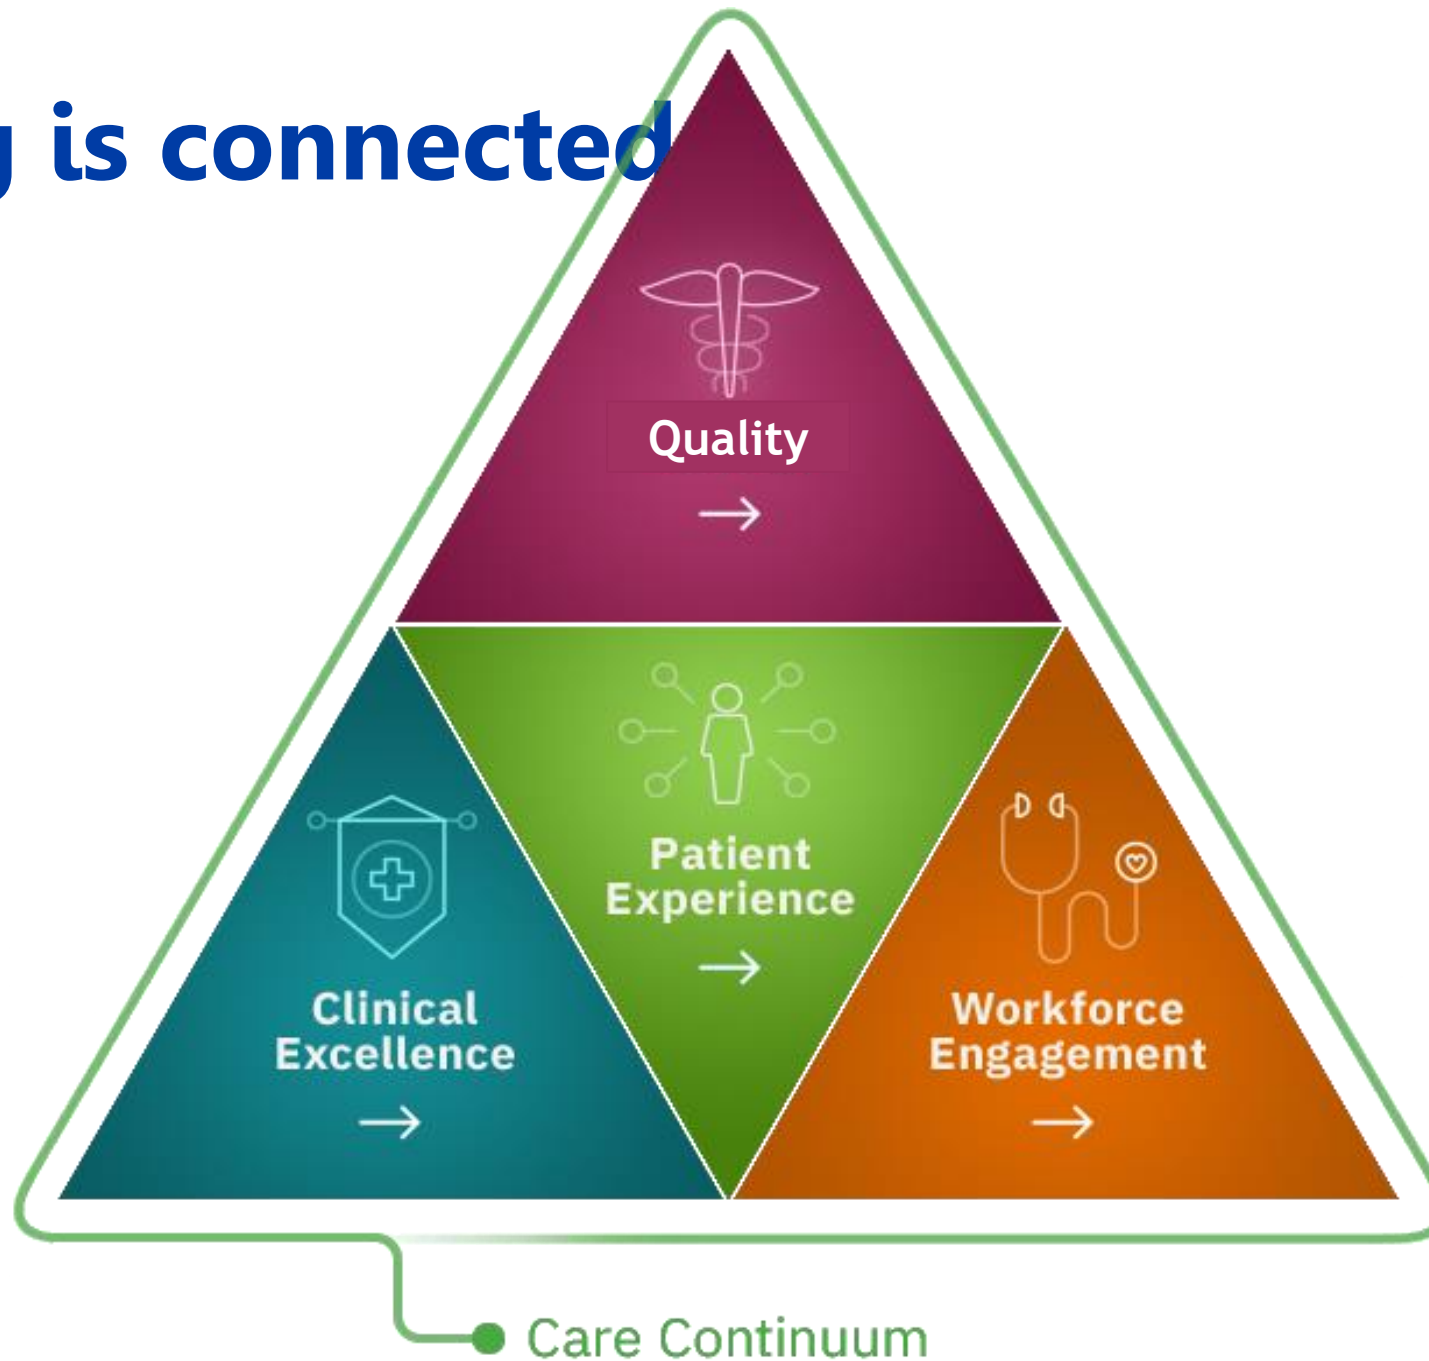 g is connected
Quality
Patient
Experience
Clinical
Excellence
Workforce
Engagement
Care Continuum